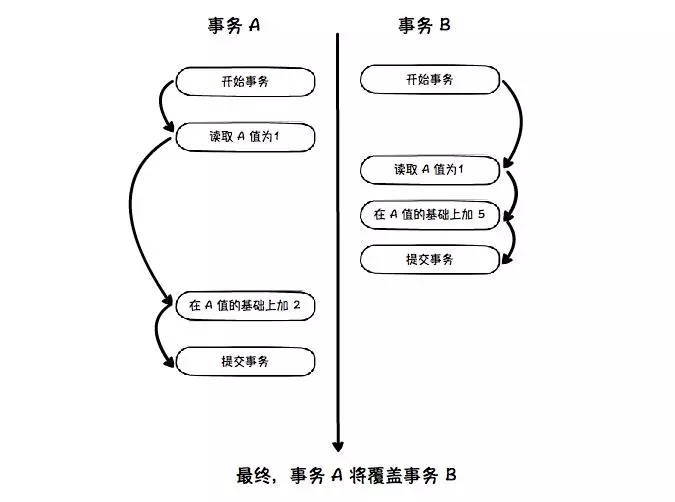 事务 A
事务 B
开始事务
开始事务
读取 A 值为1
读取 A 值为1
在 A 值的基础上加 5
提交事务
在 A 值的基础上加 2
提交事务
最终，事务 A 将覆盖事务 B